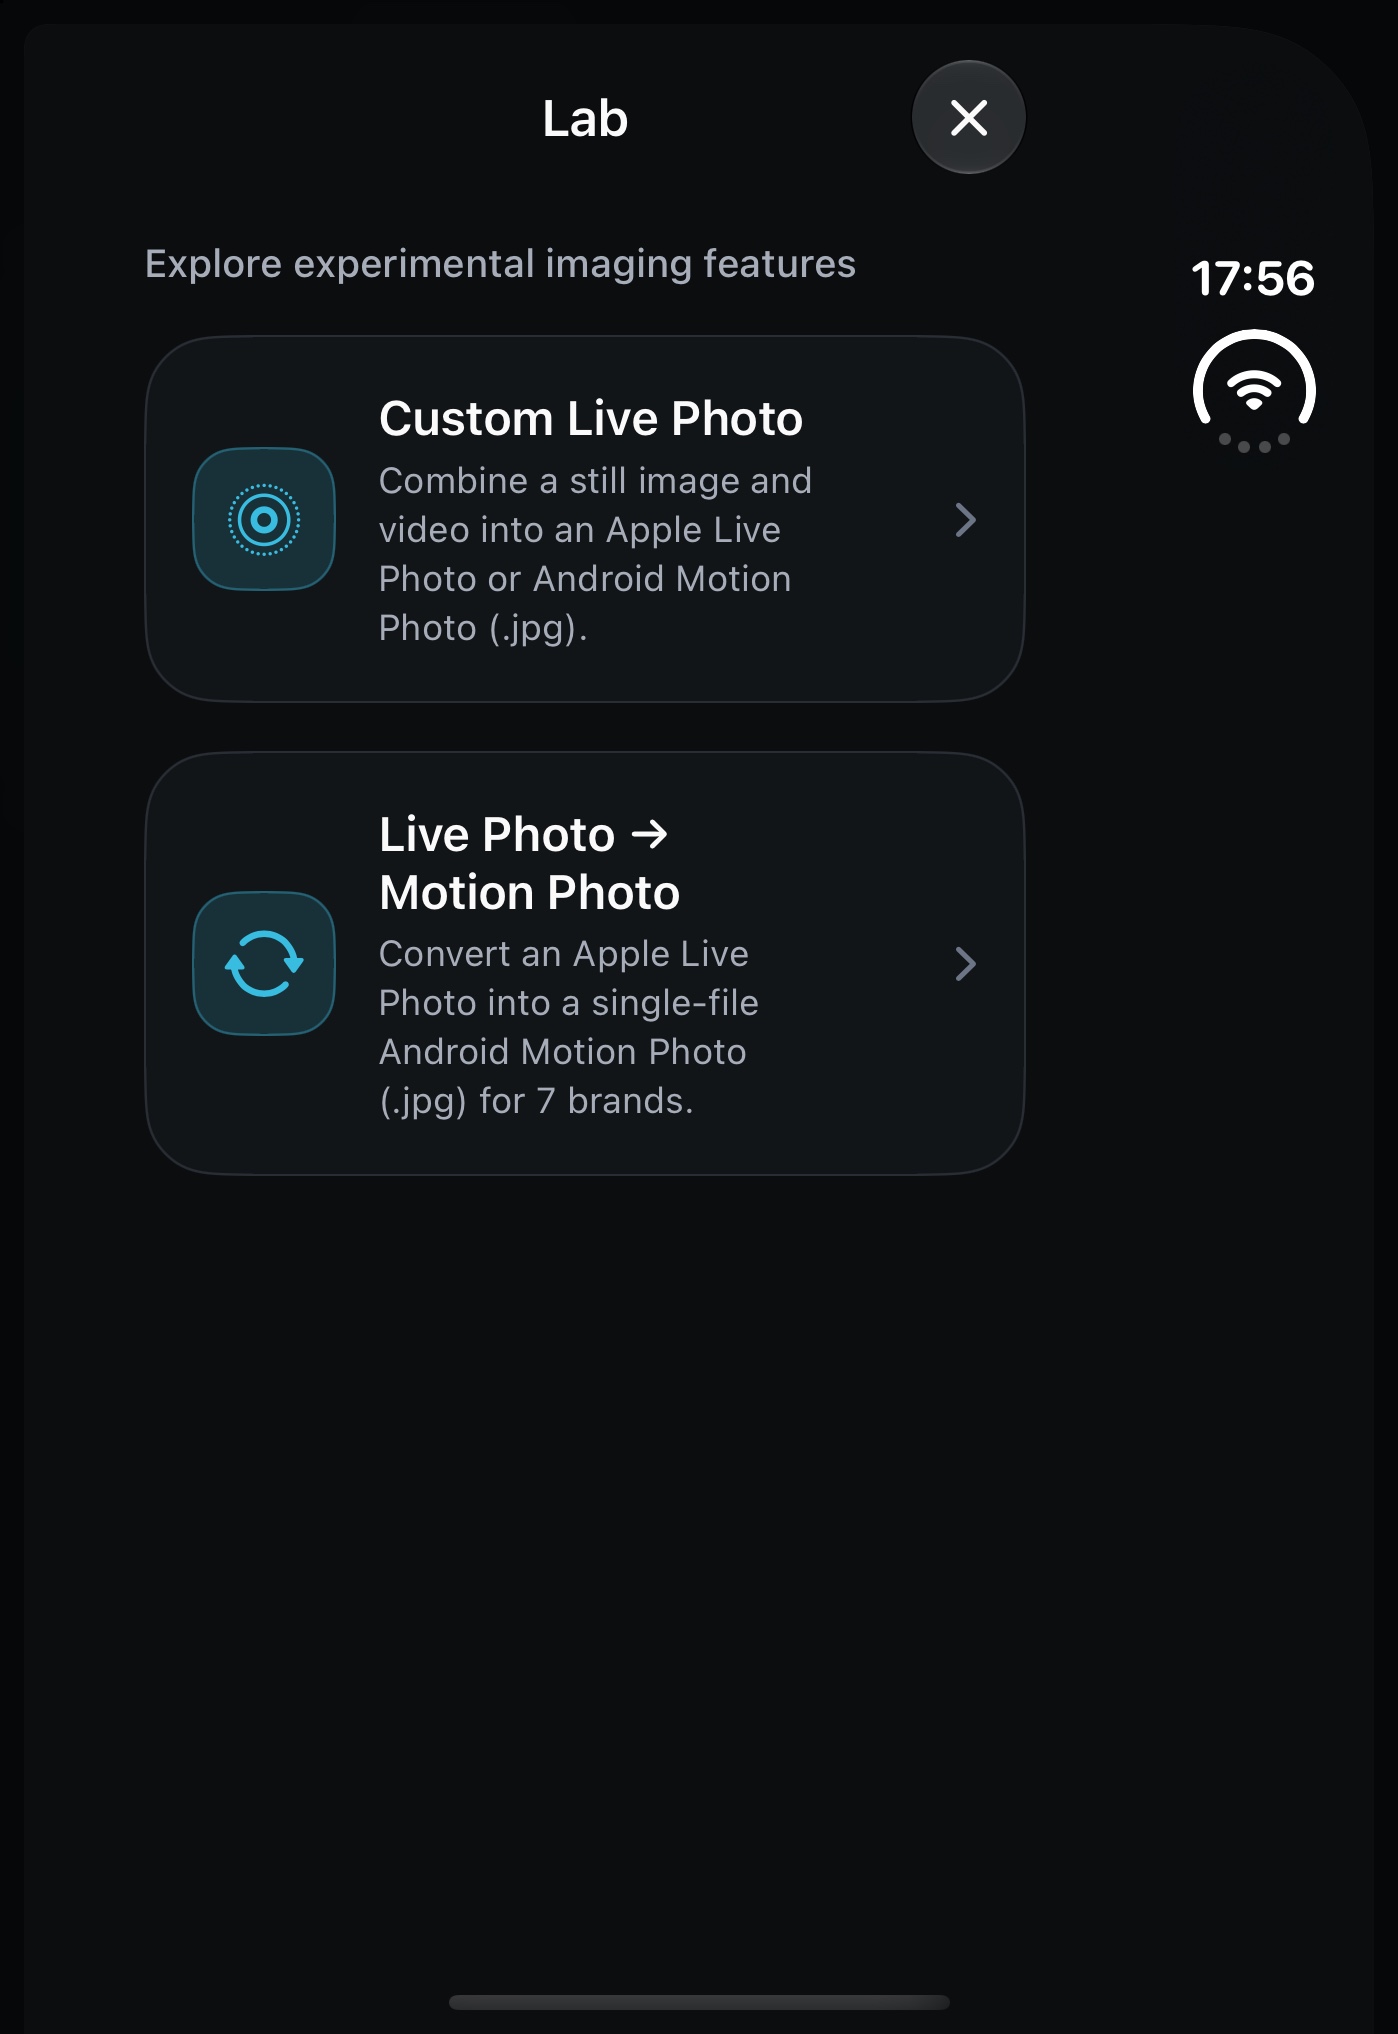 Lab
Explore experimental imaging features
17:56
Custom Live Photo
Combine a still image and
video into an Apple Live
Photo or Android Motion
Photo (.jpg).
Live Photo →
Motion Photo
Convert an Apple Live
Photo into a single-file
Android Motion Photo
(.jpg) for 7 brands.